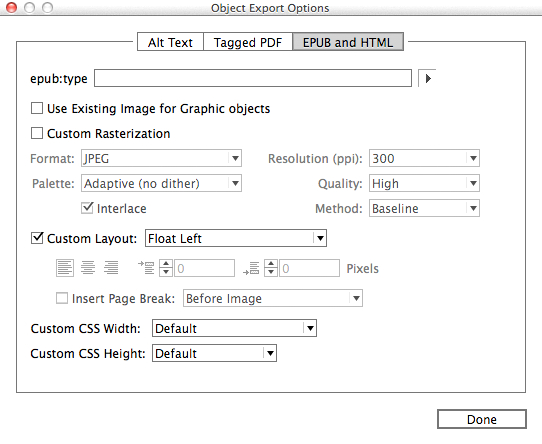 Object Export Options
Alt Text Tagged PDF EPUB and HTML
epub:type
Use Existing Image for Graphic objects
Custom Rasterization
Format: JPEG Resolution (ppi): 300
Palette: Adaptive (no dither) Quality: High
Interlace Method: Baseline
Custom Layout: Float Left
0 0 Pixels
Insert Page Break: Before Image
Custom CSS Width: Default
Custom CSS Height: Default
Done